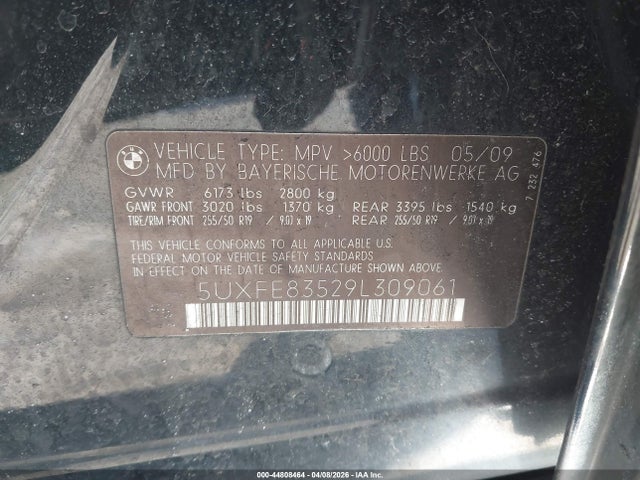 BMW
VEHICLE TYPE: MPV >6000 LBS 05/09
MFD BY BAYERISCHE MOTORENWERKE AG
GVWR 6173 lbs 2800 kg
GAWR FRONT 3020 lbs 1370 kg REAR 3395 lbs 1540 kg
TIRE/RIM FRONT 255/50 R19 / 9.0J x 19 REAR 255/50 R19 / 9.0J x 19
THIS VEHICLE CONFORMS TO ALL APPLICABLE U.S.
FEDERAL MOTOR VEHICLE SAFETY STANDARDS
IN EFFECT ON THE DATE OF MANUFACTURE SHOWN ABOVE.
5UXFE83529L309061
7 232 476
000-44808464 - 04/08/2026 - IAA Inc.